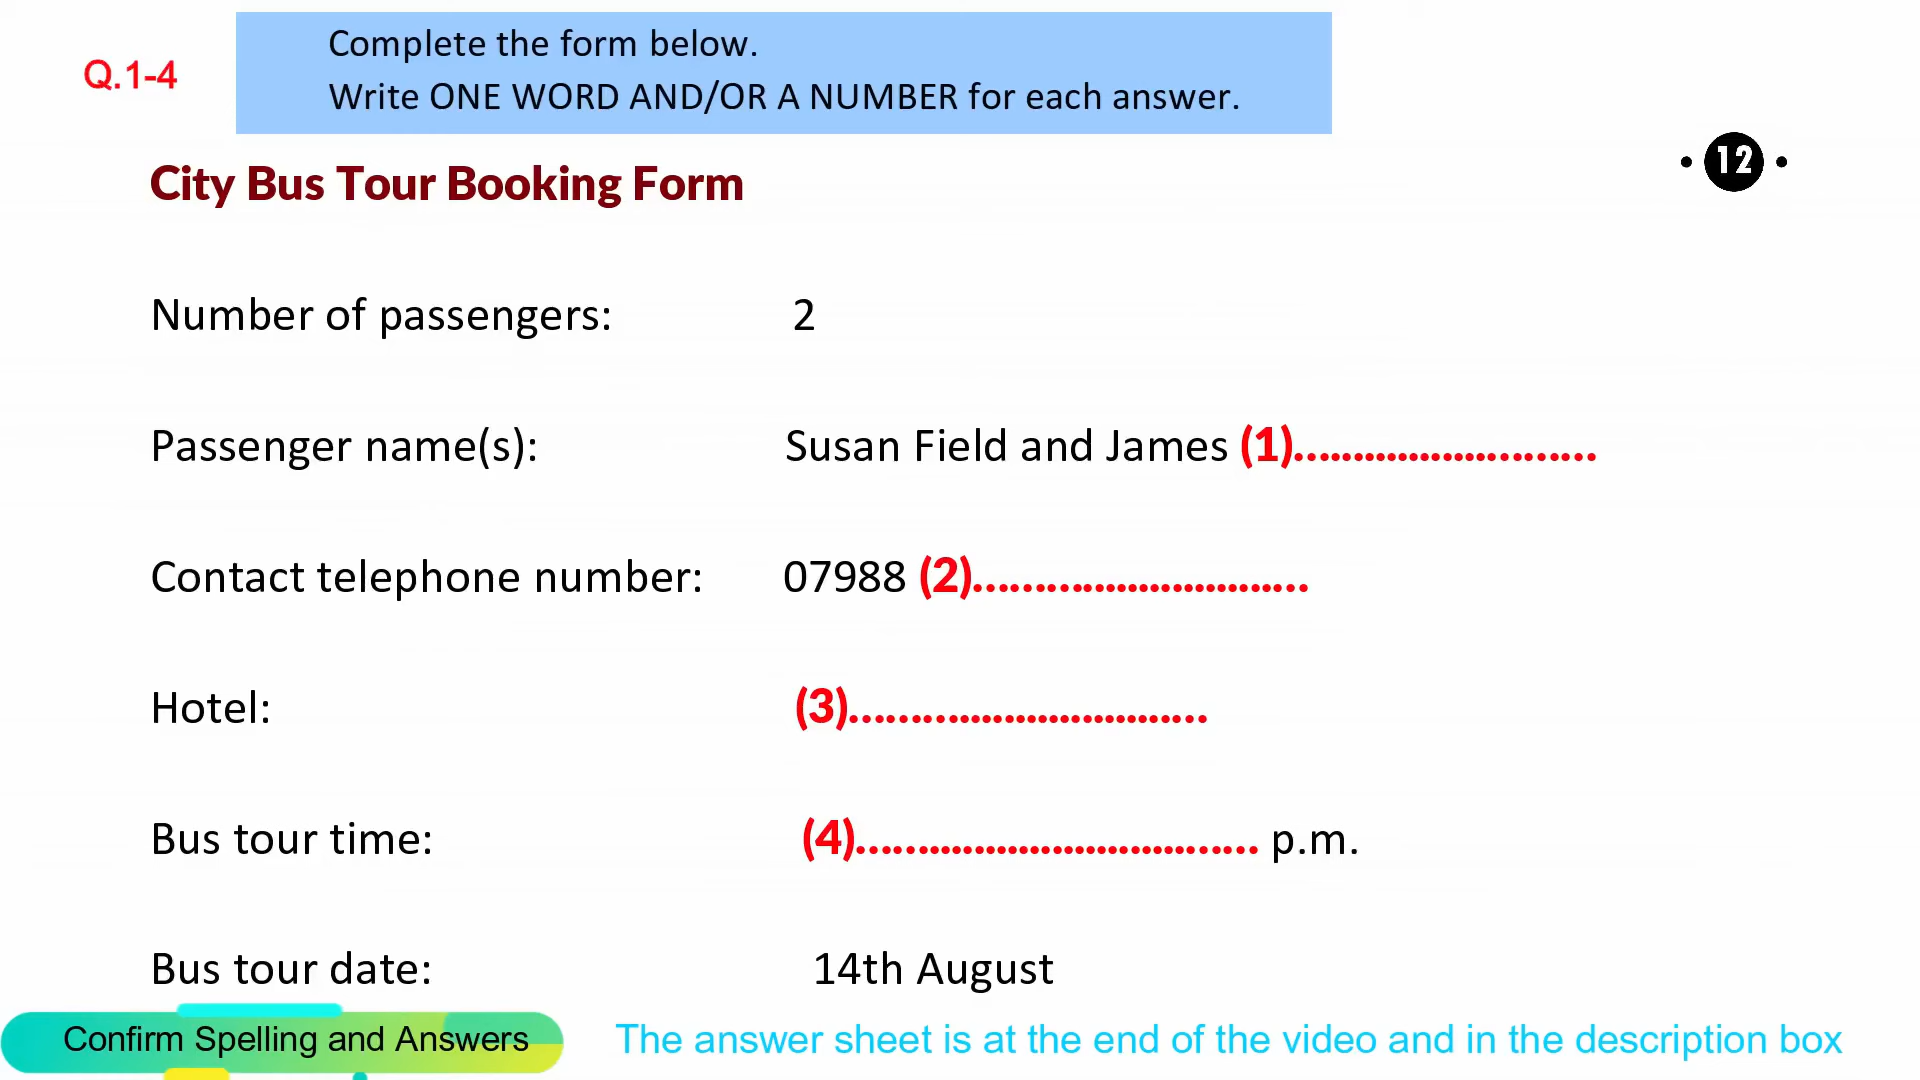 Q.1-4
Complete the form below.
Write ONE WORD AND/OR A NUMBER for each answer.
12
City Bus Tour Booking Form
Number of passengers: 2
Passenger name(s): Susan Field and James (1)...........................
Contact telephone number: 07988 (2)..............................
Hotel: (3)................................
Bus tour time: (4)................................... p.m.
Bus tour date: 14th August
Confirm Spelling and Answers
The answer sheet is at the end of the video and in the description box